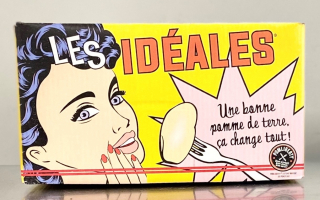 LES IDÉALES
Une bonne
pomme de terre,
ça change tout!